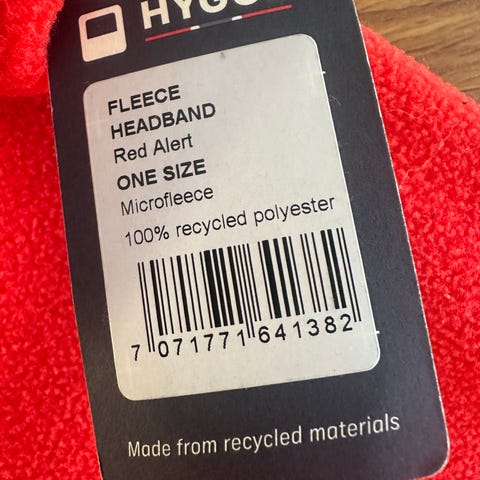 FLEECE
HEADBAND
Red Alert
ONE SIZE
Microfleece
100% recycled polyester
7 071771 641382
Made from recycled materials